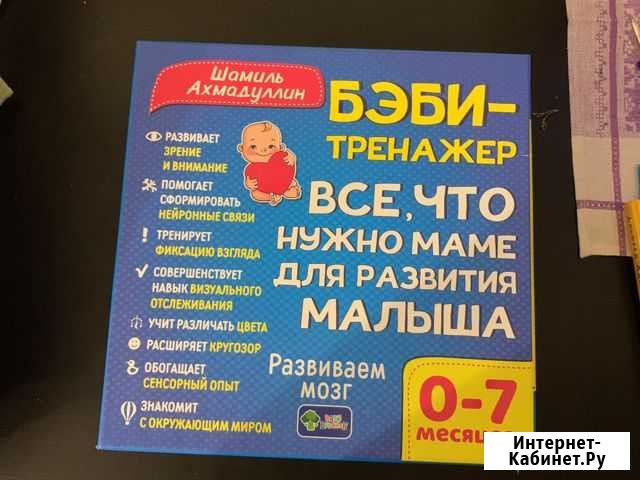 Шамиль
Ахмадуллин
БЭБИ-
ТРЕНАЖЕР
РАЗВИВАЕТ
ЗРЕНИЕ
И ВНИМАНИЕ
ПОМОГАЕТ
СФОРМИРОВАТЬ
НЕЙРОННЫЕ СВЯЗИ
ТРЕНИРУЕТ
ФИКСАЦИЮ ВЗГЛЯДА
СОВЕРШЕНСТВУЕТ
НАВЫК ВИЗУАЛЬНОГО
ОТСЛЕЖИВАНИЯ
УЧИТ РАЗЛИЧАТЬ ЦВЕТА
РАСШИРЯЕТ КРУГОЗОР
ОБОГАЩАЕТ
СЕНСОРНЫЙ ОПЫТ
ЗНАКОМИТ
С ОКРУЖАЮЩИМ МИРОМ
ВСЕ, ЧТО
НУЖНО МАМЕ
ДЛЯ РАЗВИТИЯ
МАЛЫША
Развиваем
мозг
0-7
Интернет-
Кабинет.Ру